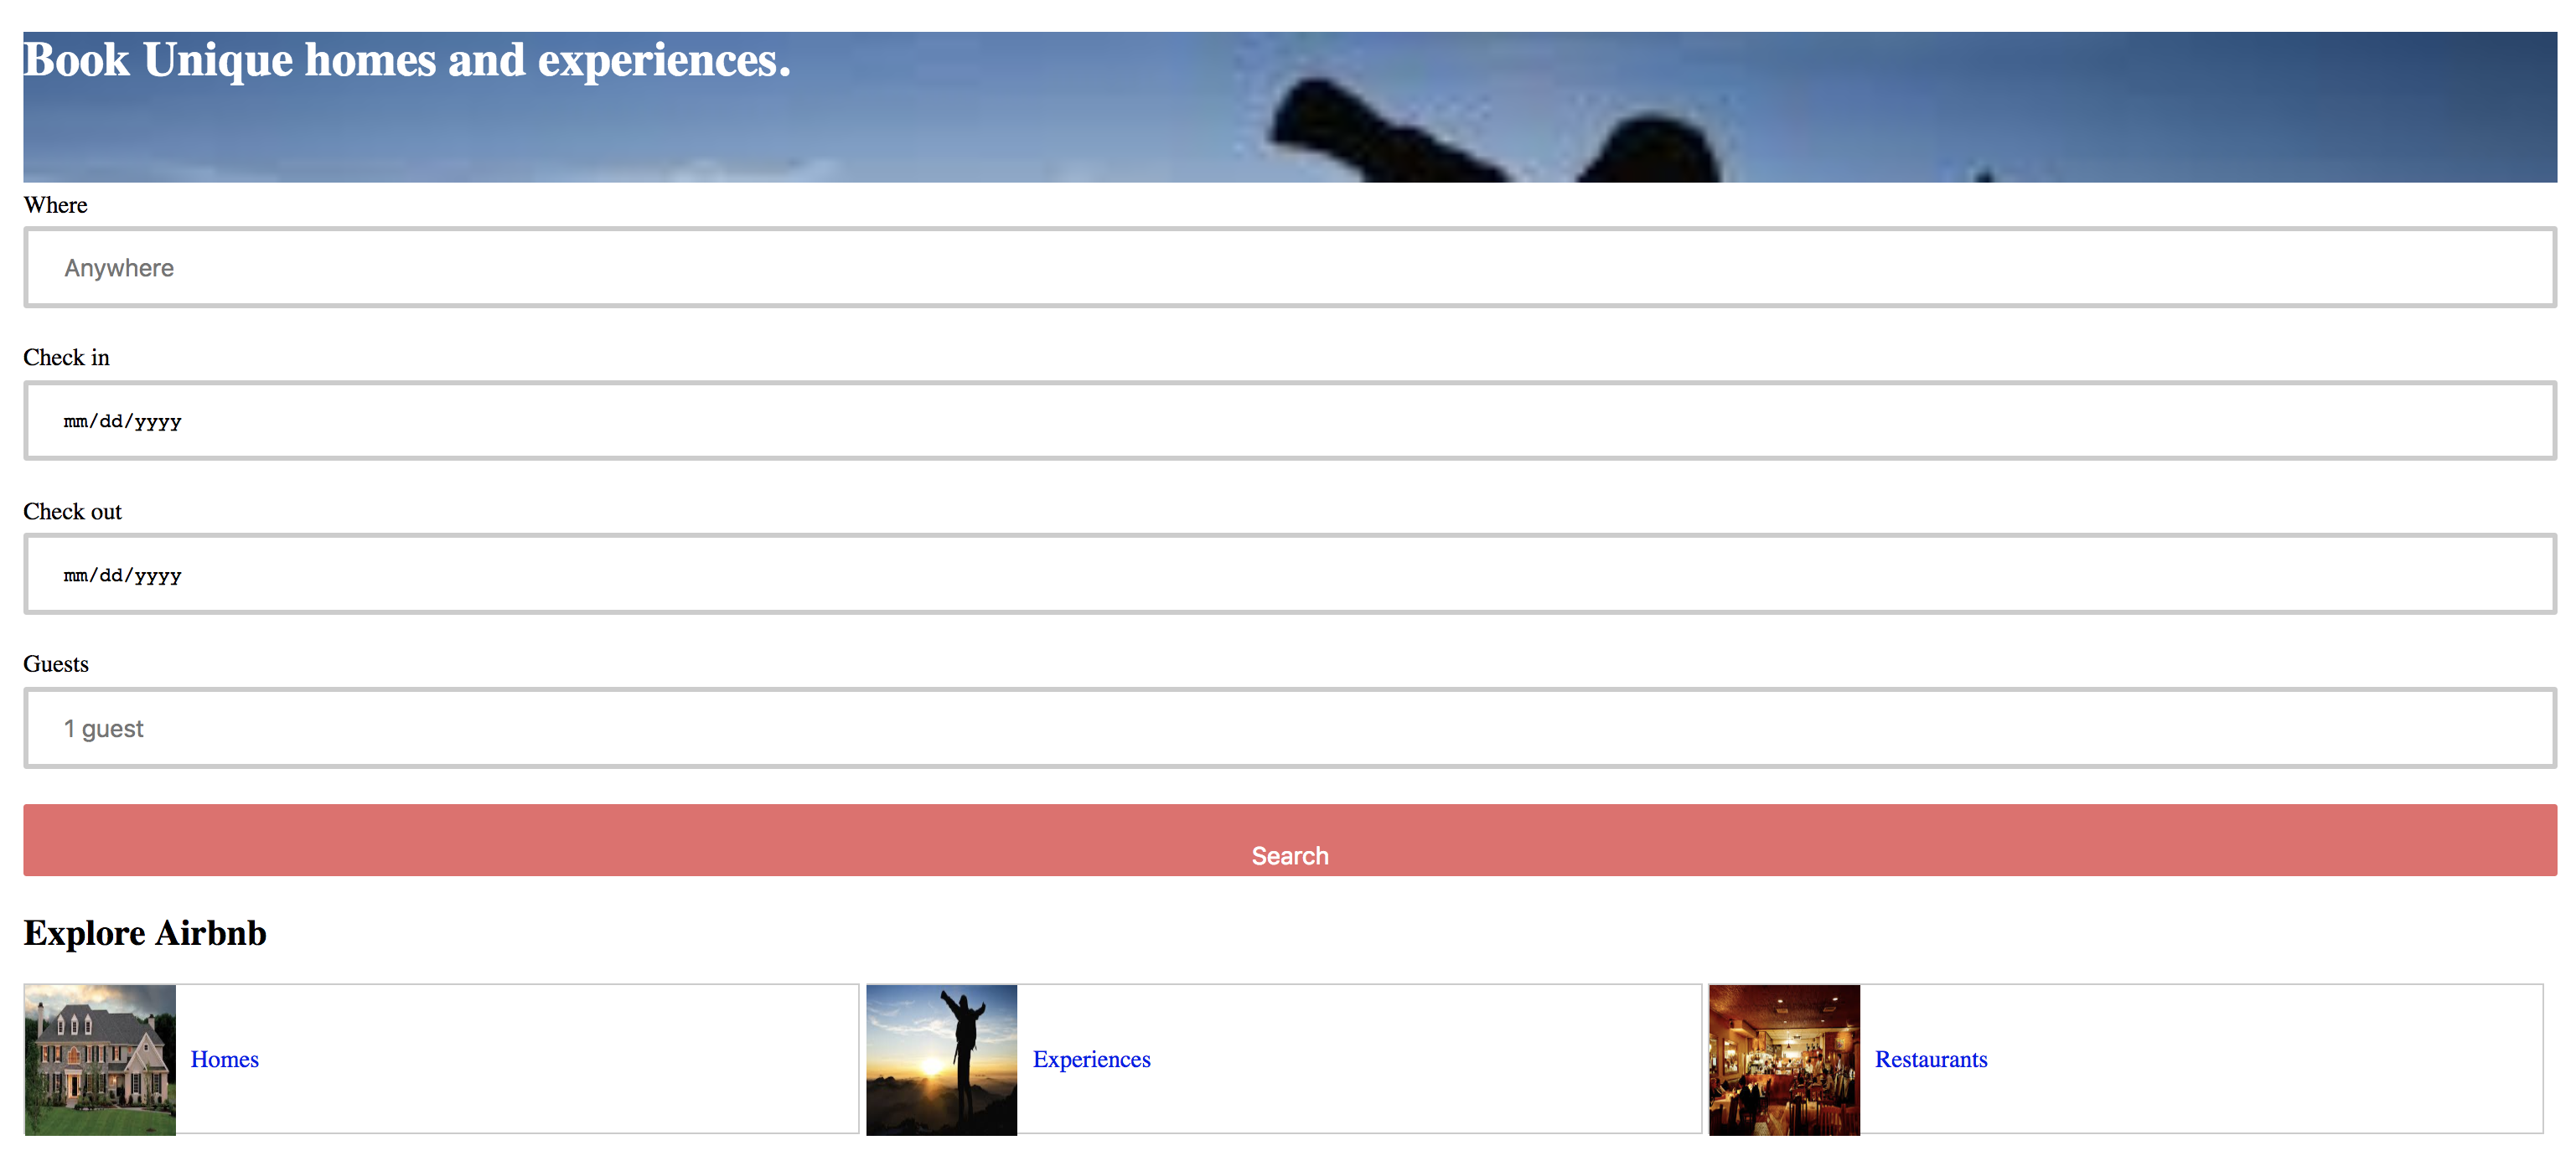 Book Unique homes and experiences.
Where
Anywhere
Check in
mm/dd/yyyy
Check out
mm/dd/yyyy
Guests
1 guest
Search
Explore Airbnb
Homes
Experiences
Restaurants